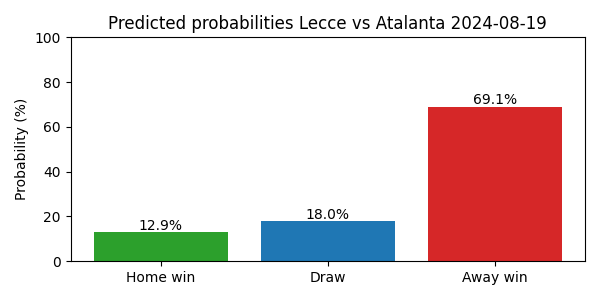 Predicted probabilities Lecce vs Atalanta 2024-08-19
Probability (%)
100
80
60
40
20
0
12.9%
18.0%
69.1%
Home win
Draw
Away win